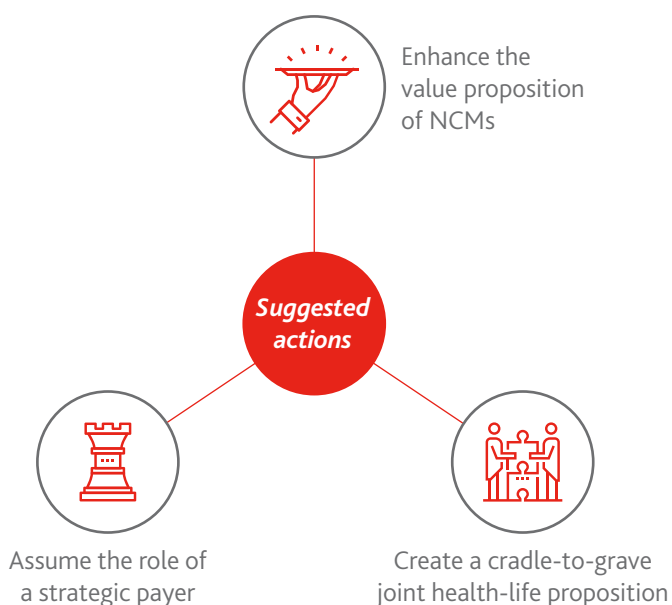 Enhance the
value proposition
of NCMs
Suggested
actions
Assume the role of
a strategic payer
Create a cradle-to-grave
joint health-life proposition